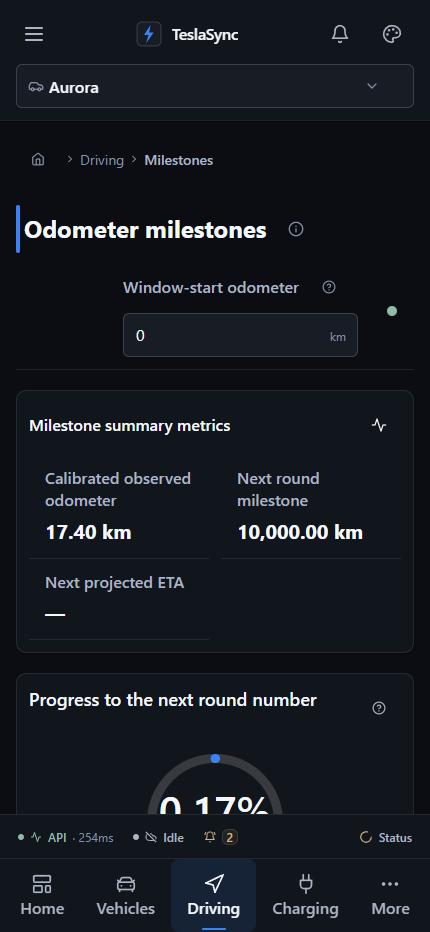 TeslaSync
Aurora
Driving Milestones
Odometer milestones
Window-start odometer
0 km
Milestone summary metrics
Calibrated observed odometer
17.40 km
Next round milestone
10,000.00 km
Next projected ETA
—
Progress to the next round number
0.17%
API · 254ms Idle 2 Status
Home Vehicles Driving Charging More